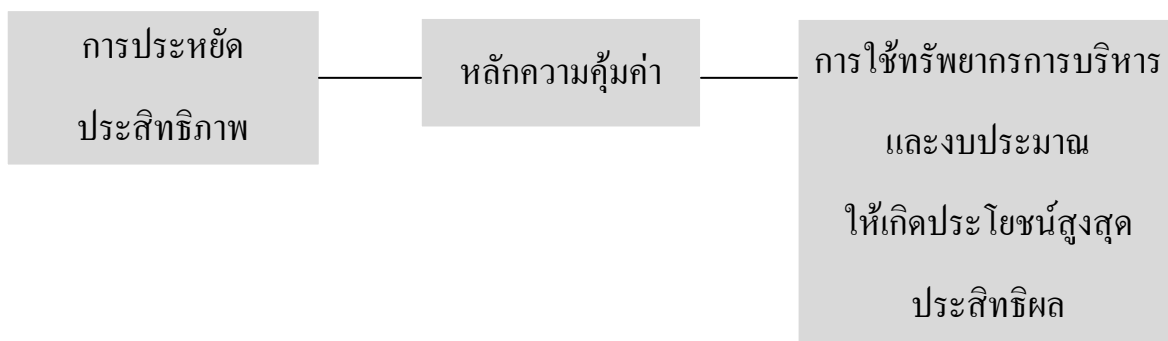 การประหยัด
ประสิทธิภาพ
หลักความคุ้มค่า
การใช้ทรัพยากรการบริหาร
และงบประมาณ
ให้เกิดประโยชน์สูงสุด
ประสิทธิผล